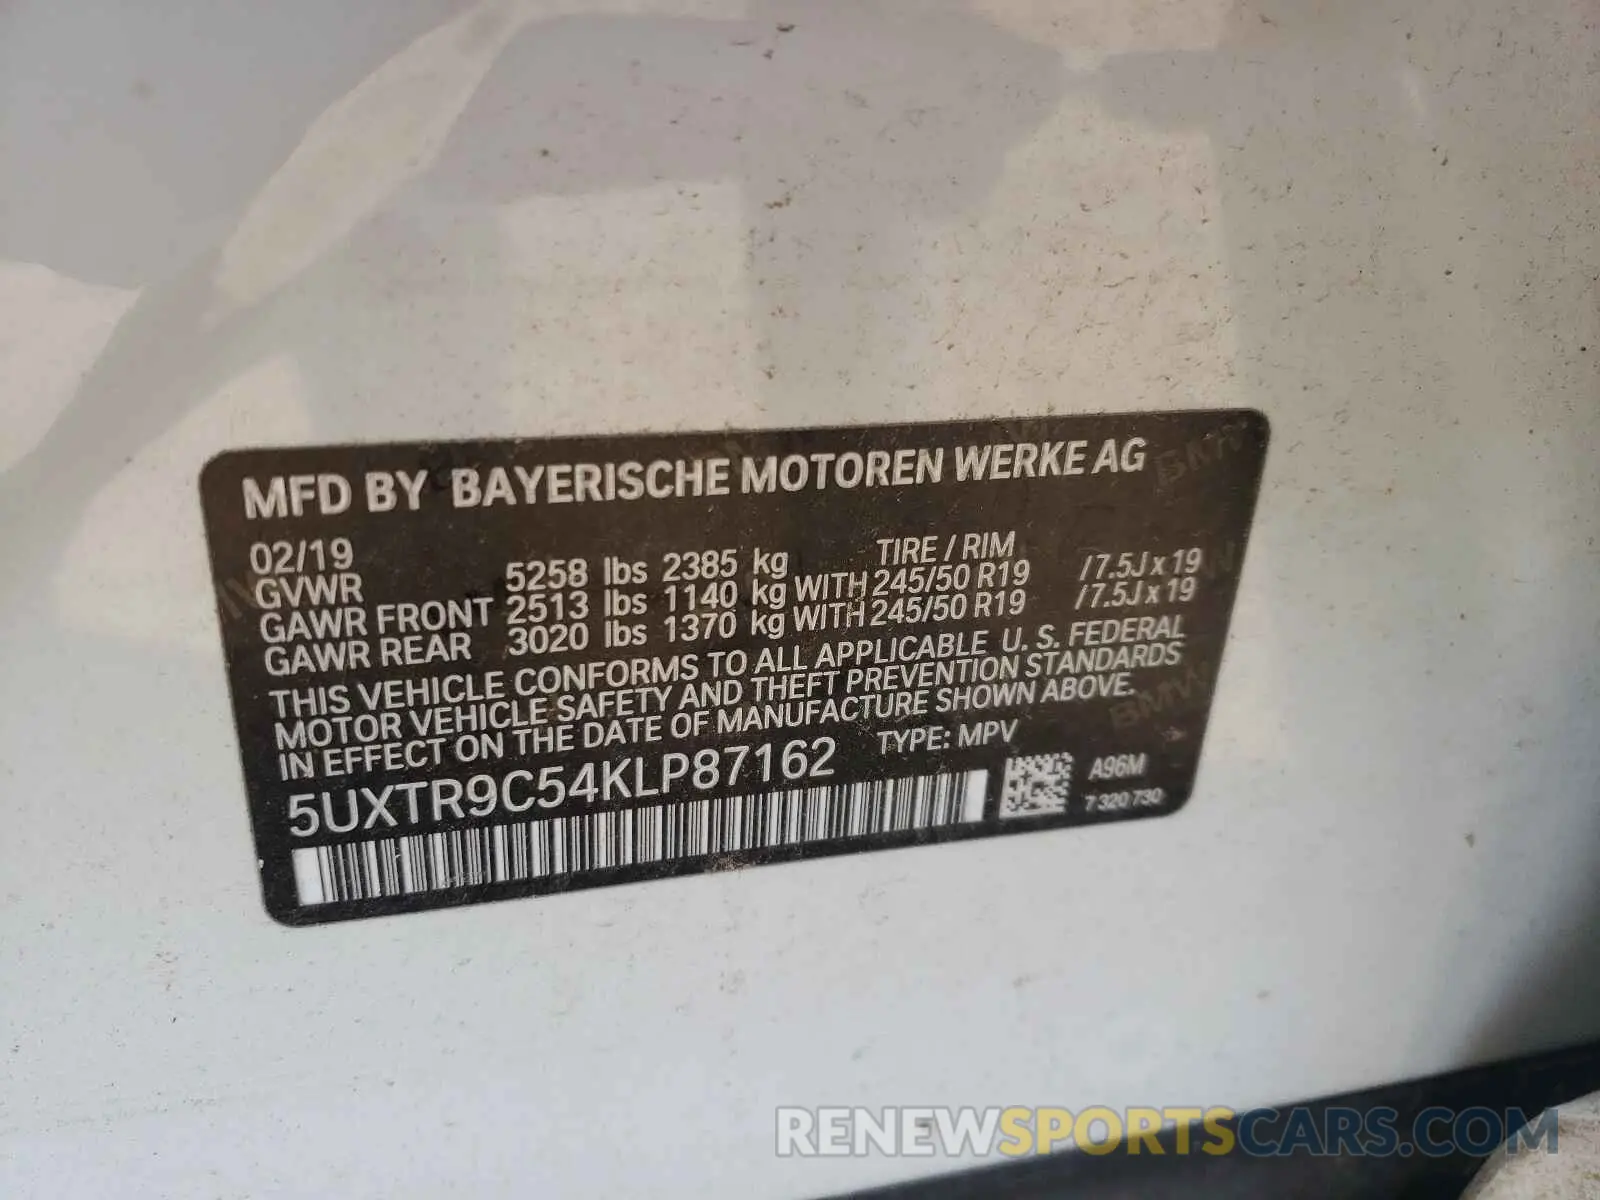 MFD BY BAYERISCHE MOTOREN WERKE AG
02/19 TIRE / RIM
GVWR 5258 lbs 2385 kg
GAWR FRONT 2513 lbs 1140 kg WITH 245/50 R19 / 7.5J x 19
GAWR REAR 3020 lbs 1370 kg WITH 245/50 R19 / 7.5J x 19
THIS VEHICLE CONFORMS TO ALL APPLICABLE U. S. FEDERAL
MOTOR VEHICLE SAFETY AND THEFT PREVENTION STANDARDS
IN EFFECT ON THE DATE OF MANUFACTURE SHOWN ABOVE.
5UXTR9C54KLP87162 TYPE: MPV
A96M
7 320 730
RENEWSPORTSCARS.COM